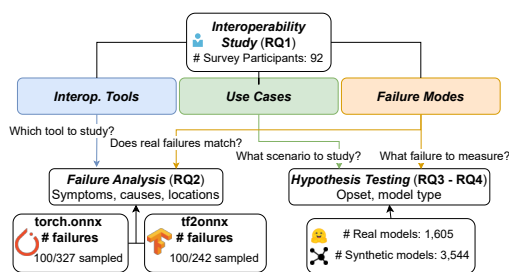 Interoperability
Study (RQ1)
# Survey Participants: 92
Interop. Tools
Use Cases
Failure Modes
Which tool to study?
Does real failures match?
What scenario to study?
What failure to measure?
Failure Analysis (RQ2)
Symptoms, causes, locations
Hypothesis Testing (RQ3 - RQ4)
Opset, model type
torch.onnx
# failures
100/327 sampled
tf2onnx
# failures
100/242 sampled
# Real models: 1,605
# Synthetic models: 3,544